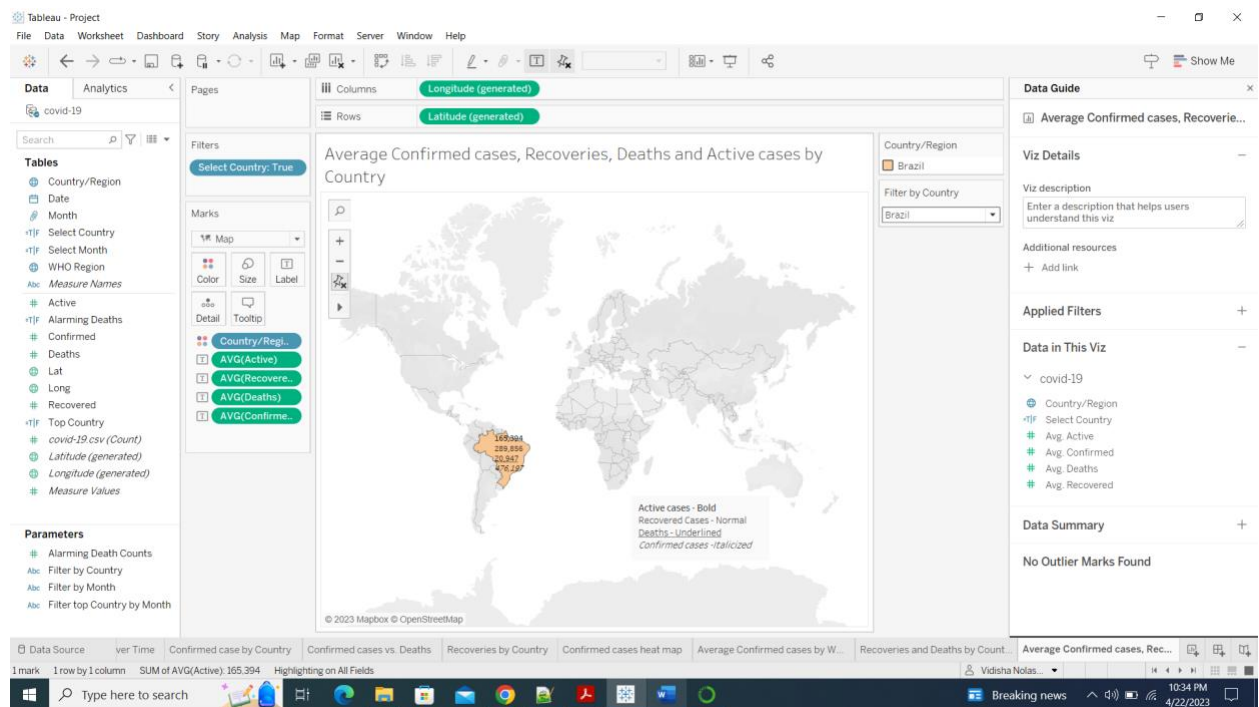 Tableau - Project
File Data Worksheet Dashboard Story Analysis Map Format Server Window Help
Show Me
Data Analytics
covid-19
Search
Tables
Country/Region
Date
Month
Select Country
Select Month
WHO Region
Abc Measure Names
Active
Alarming Deaths
Confirmed
Deaths
Lat
Long
Recovered
Top Country
covid-19.csv (Count)
Latitude (generated)
Longitude (generated)
Measure Values
Parameters
Alarming Death Counts
Abc Filter by Country
Abc Filter by Month
Abc Filter top Country by Month
Pages
Filters
Select Country: True
Marks
Map
Color Size Label
Detail Tooltip
Country/Regi..
AVG(Active)
AVG(Recovere..
AVG(Deaths)
AVG(Confirme..
Columns Longitude (generated)
Rows Latitude (generated)
Average Confirmed cases, Recoveries, Deaths and Active cases by
Country
165,394
289,856
20,947
476,197
Active cases - Bold
Recovered Cases - Normal
Deaths - Underlined
Confirmed cases -Italicized
© 2023 Mapbox © OpenStreetMap
Country/Region
Brazil
Filter by Country
Brazil
Data Guide
Average Confirmed cases, Recoverie...
Viz Details
Viz description
Enter a description that helps users
understand this viz
Additional resources
Add link
Applied Filters
Data in This Viz
covid-19
Country/Region
Select Country
Avg. Active
Avg. Confirmed
Avg. Deaths
Avg. Recovered
Data Summary
No Outlier Marks Found
Data Source ver Time Confirmed case by Country Confirmed cases vs. Deaths Recoveries by Country Confirmed cases heat map Average Confirmed cases by W... Recoveries and Deaths by Count... Average Confirmed cases, Rec...
1 mark 1 row by 1 column SUM of AVG(Active): 165,394 Highlighting on All Fields Vidisha Nolas...
Type here to search Breaking news 10:34 PM
4/22/2023